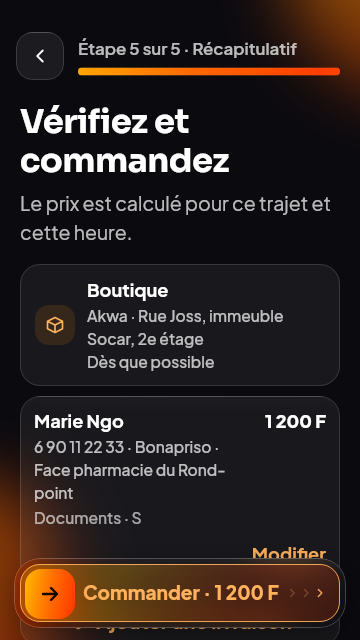 Étape 5 sur 5 · Récapitulatif
Vérifiez et
commandez
Le prix est calculé pour ce trajet et
cette heure.
Boutique
Akwa · Rue Joss, immeuble
Socar, 2e étage
Dès que possible
Marie Ngo 1 200 F
6 90 11 22 33 · Bonapriso ·
Face pharmacie du Rond-
point
Documents · S
Modifier
Commander · 1 200 F